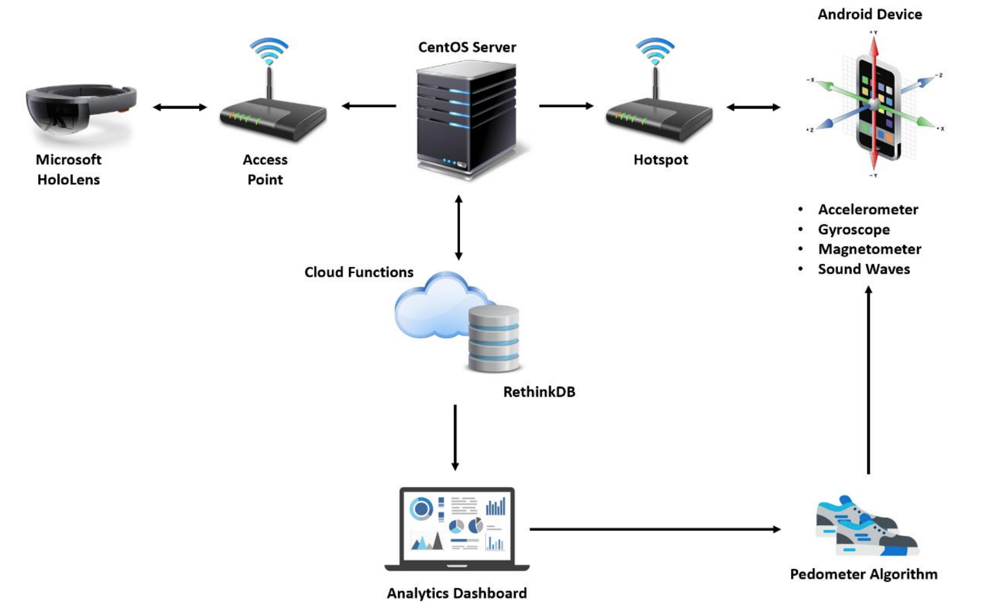 Android Device
CentOS Server
+Y
-X
-Z
+Z
+X
-Y
Microsoft
HoloLens
Access
Point
Hotspot
• Accelerometer
• Gyroscope
• Magnetometer
• Sound Waves
Cloud Functions
RethinkDB
Pedometer Algorithm
Analytics Dashboard